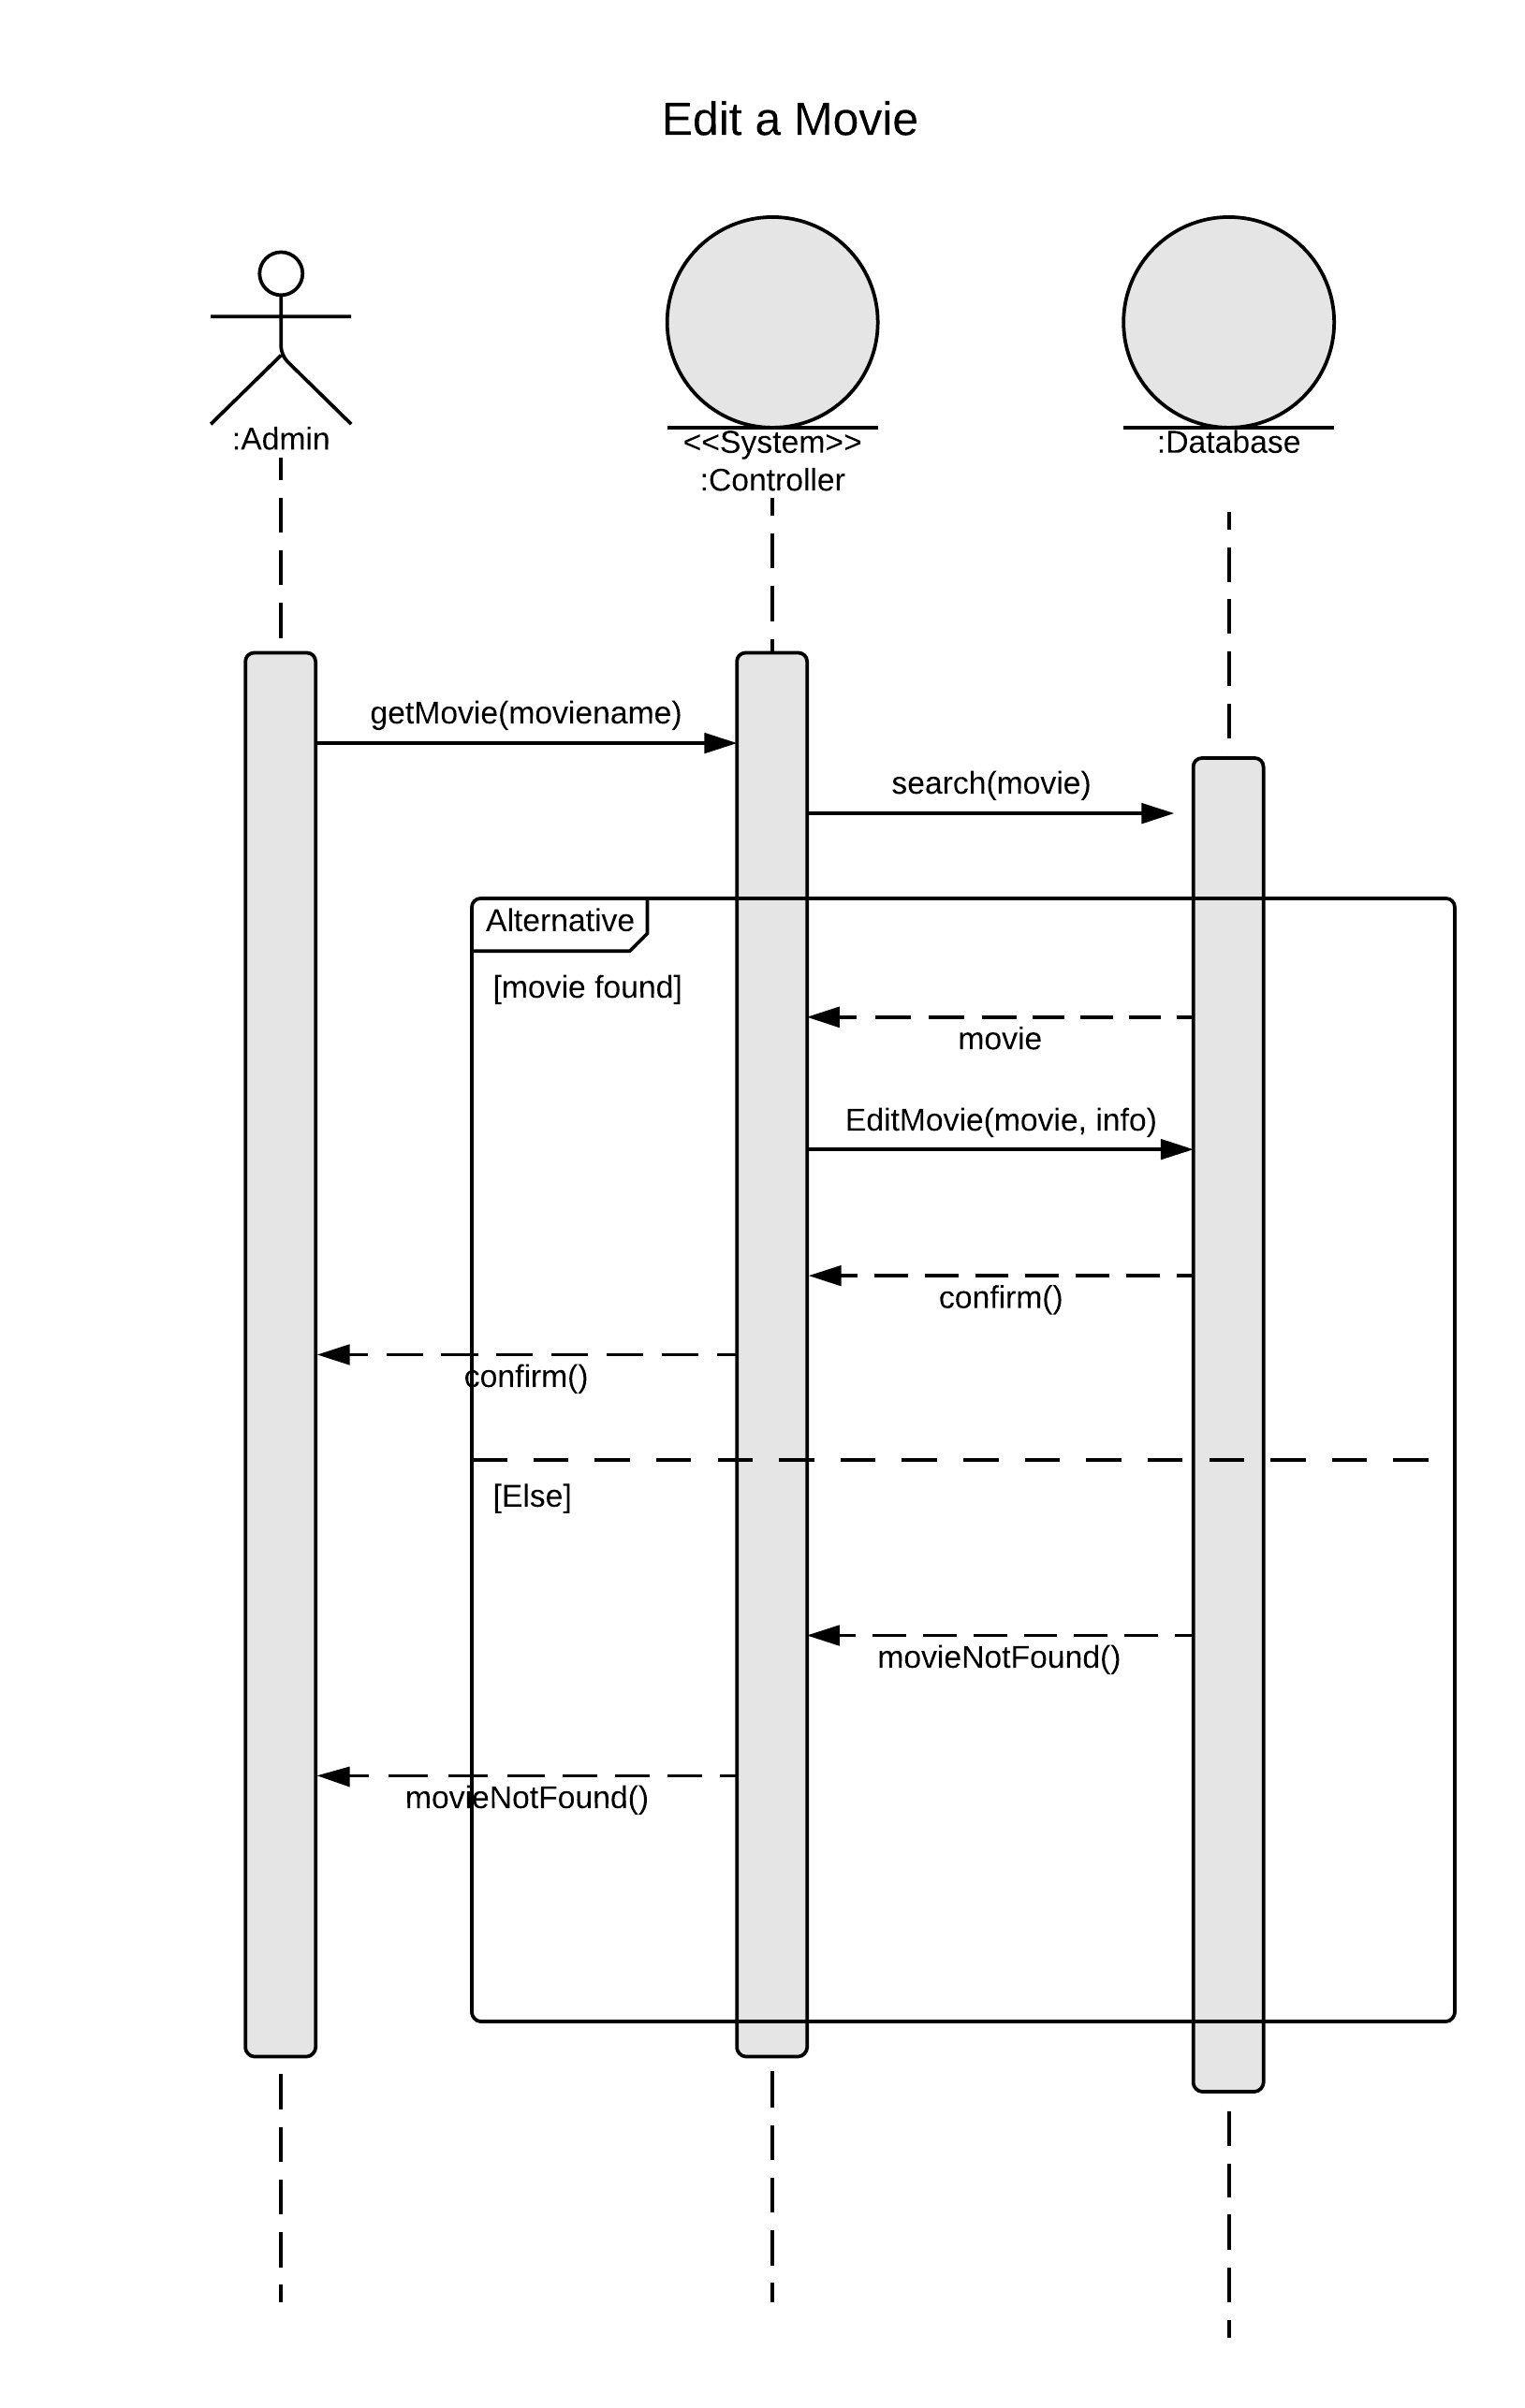 Edit a Movie
:Admin
<<System>>
:Controller
:Database
getMovie(moviename)
search(movie)
Alternative
[movie found]
movie
EditMovie(movie, info)
confirm()
confirm()
[Else]
movieNotFound()
movieNotFound()